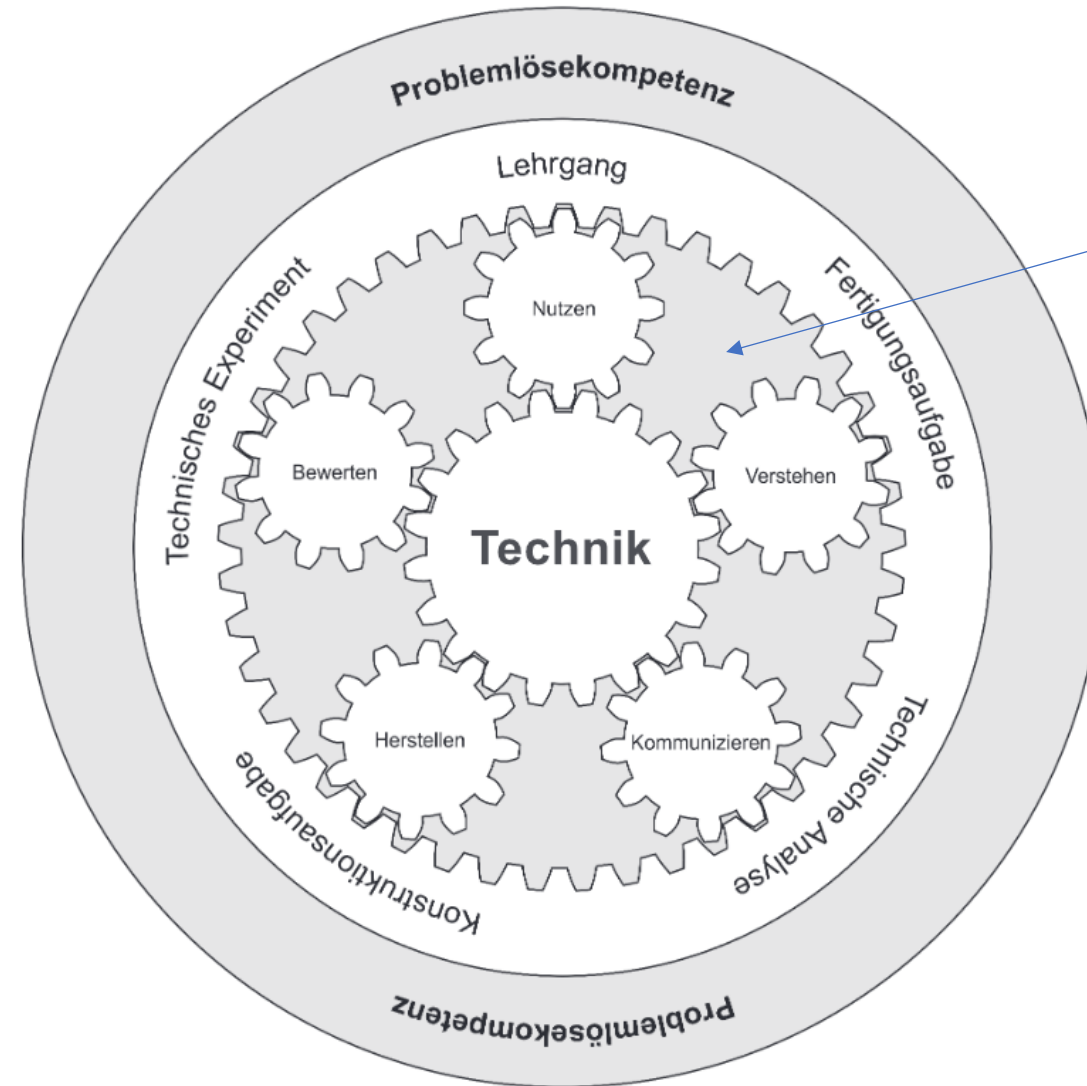 Problemlösekompetenz
Lehrgang
Technisches Experiment
Fertigungsaufgabe
Nutzen
Bewerten
Verstehen
Technik
Herstellen
Kommunizieren
Konstruktionsaufgabe
Technische Analyse
Problemlösekompetenz